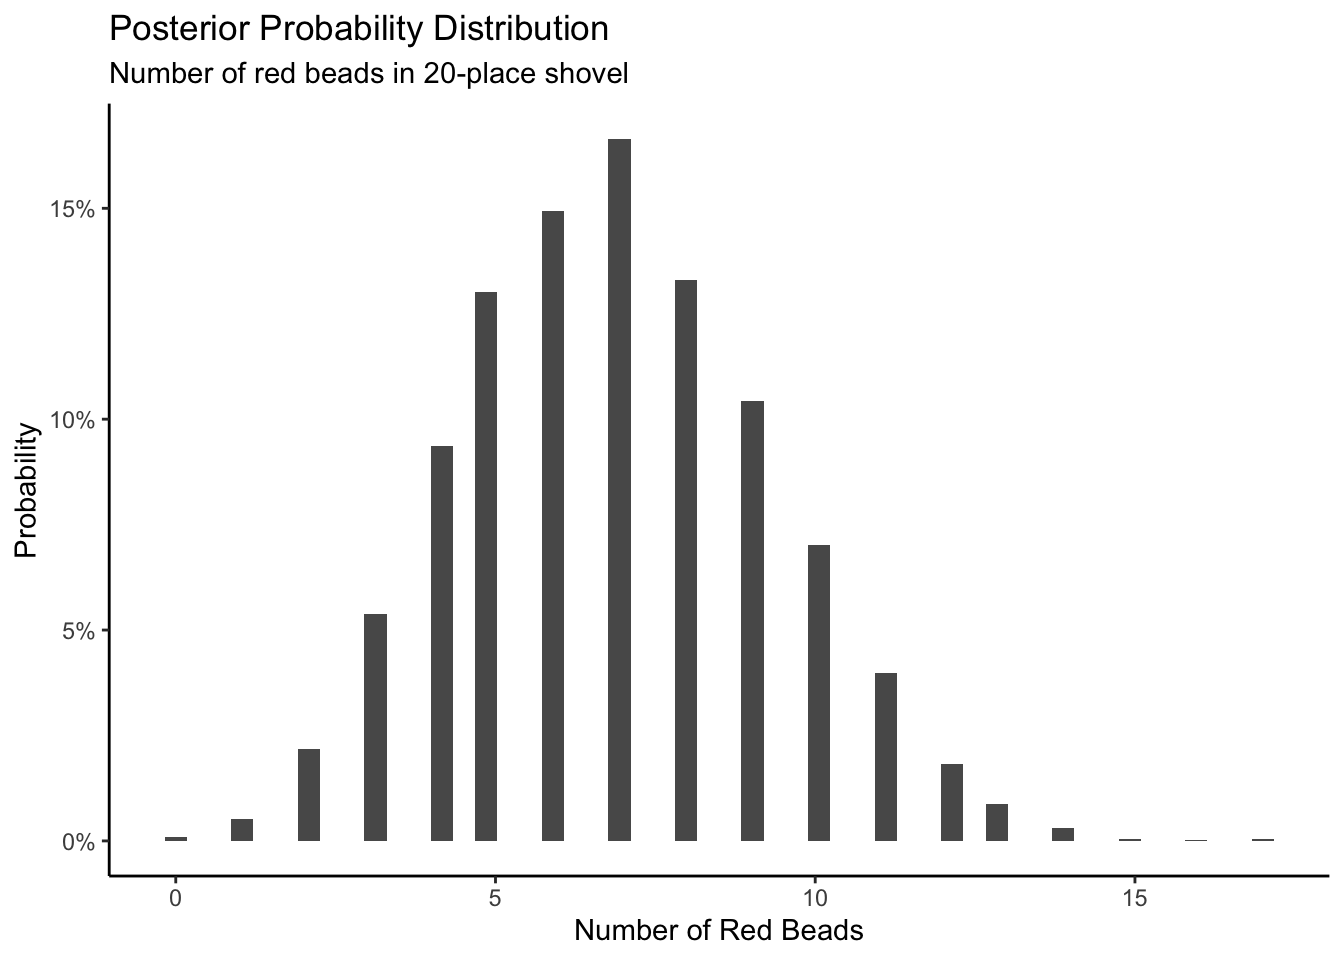 Posterior Probability Distribution
Number of red beads in 20-place shovel
Probability
15%
10%
5%
0%
0
5
10
15
Number of Red Beads